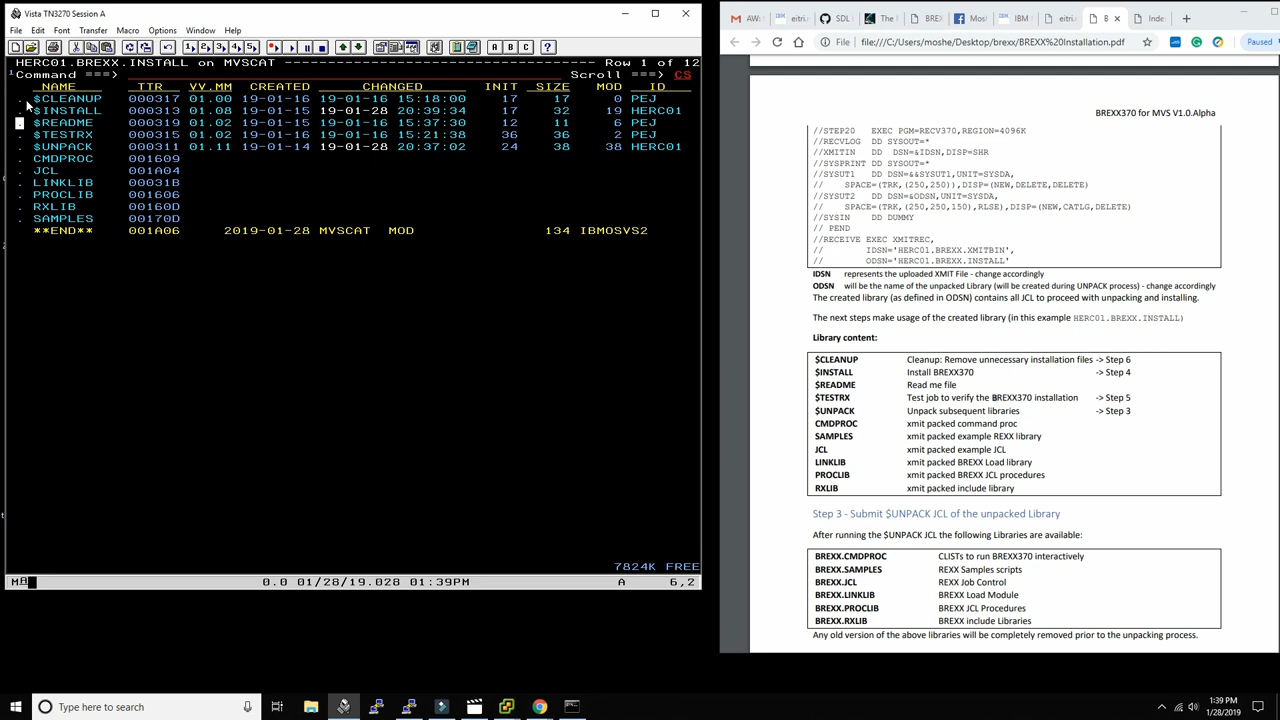 Vista TN3270 Session A
File Edit Font Transfer Macro Options Window Help
HERC01.BREXX.INSTALL on MVSCAT ---------------------------------- Row 1 of 12
Command ===> Scroll ===> CS
NAME TTR VV.MM CREATED CHANGED INIT SIZE MOD ID
. $CLEANUP 000317 01.00 19-01-16 19-01-16 15:18:00 17 17 0 PEJ
. $INSTALL 000313 01.08 19-01-15 19-01-28 20:39:34 17 32 19 HERC01
. $README 000319 01.02 19-01-15 19-01-16 15:37:30 12 11 6 PEJ
. $TESTRX 000315 01.02 19-01-16 19-01-16 15:21:38 36 36 2 PEJ
. $UNPACK 000311 01.11 19-01-14 19-01-28 20:37:02 24 38 38 HERC01
. CMDPROC 001609
. JCL 001A04
. LINKLIB 00031B
. PROCLIB 001606
. RXLIB 00160D
. SAMPLES 00170D
**END** 001A06 2019-01-28 MVSCAT MOD 134 IBMOSVS2
7824K FREE
0.0 01/28/19.028 01:39PM A 6,2
AW eitri. SDL The BREX Most IBM eitri. B Inde
File file:///C:/Users/moshe/Desktop/brexx/BREXX%20Installation.pdf Paused
BREXX370 for MVS V1.0.Alpha
//STEP20 EXEC PGM=RECV370,REGION=4096K
//RECVLOG DD SYSOUT=*
//XMITIN DD DSN=&IDSN,DISP=SHR
//SYSPRINT DD SYSOUT=*
//SYSUT1 DD DSN=&&SYSUT1,UNIT=SYSDA,
// SPACE=(TRK,(250,250)),DISP=(NEW,DELETE,DELETE)
//SYSUT2 DD DSN=&ODSN,UNIT=SYSDA,
// SPACE=(TRK,(250,250,150),RLSE),DISP=(NEW,CATLG,DELETE)
//SYSIN DD DUMMY
// PEND
//RECEIVE EXEC XMITREC,
// IDSN='HERC01.BREXX.XMITBIN',
// ODSN='HERC01.BREXX.INSTALL'
IDSN represents the uploaded XMIT File - change accordingly
ODSN will be the name of the unpacked Library (will be created during UNPACK process) - change accordingly
The created library (as defined in ODSN) contains all JCL to proceed with unpacking and installing.
The next steps make usage of the created library (in this example HERC01.BREXX.INSTALL)
Library content:
$CLEANUP Cleanup: Remove unnecessary installation files -> Step 6
$INSTALL Install BREXX370 -> Step 4
$README Read me file
$TESTRX Test job to verify the BREXX370 installation -> Step 5
$UNPACK Unpack subsequent libraries -> Step 3
CMDPROC xmit packed command proc
SAMPLES xmit packed example REXX library
JCL xmit packed example JCL
LINKLIB xmit packed BREXX Load library
PROCLIB xmit packed BREXX JCL procedures
RXLIB xmit packed include library
Step 3 - Submit $UNPACK JCL of the unpacked Library
After running the $UNPACK JCL the following Libraries are available:
BREXX.CMDPROC CLISTs to run BREXX370 interactively
BREXX.SAMPLES REXX Samples scripts
BREXX.JCL REXX Job Control
BREXX.LINKLIB BREXX Load Module
BREXX.PROCLIB BREXX JCL Procedures
BREXX.RXLIB BREXX include Libraries
Any old version of the above libraries will be completely removed prior to the unpacking process.
Type here to search
1:39 PM
1/28/2019